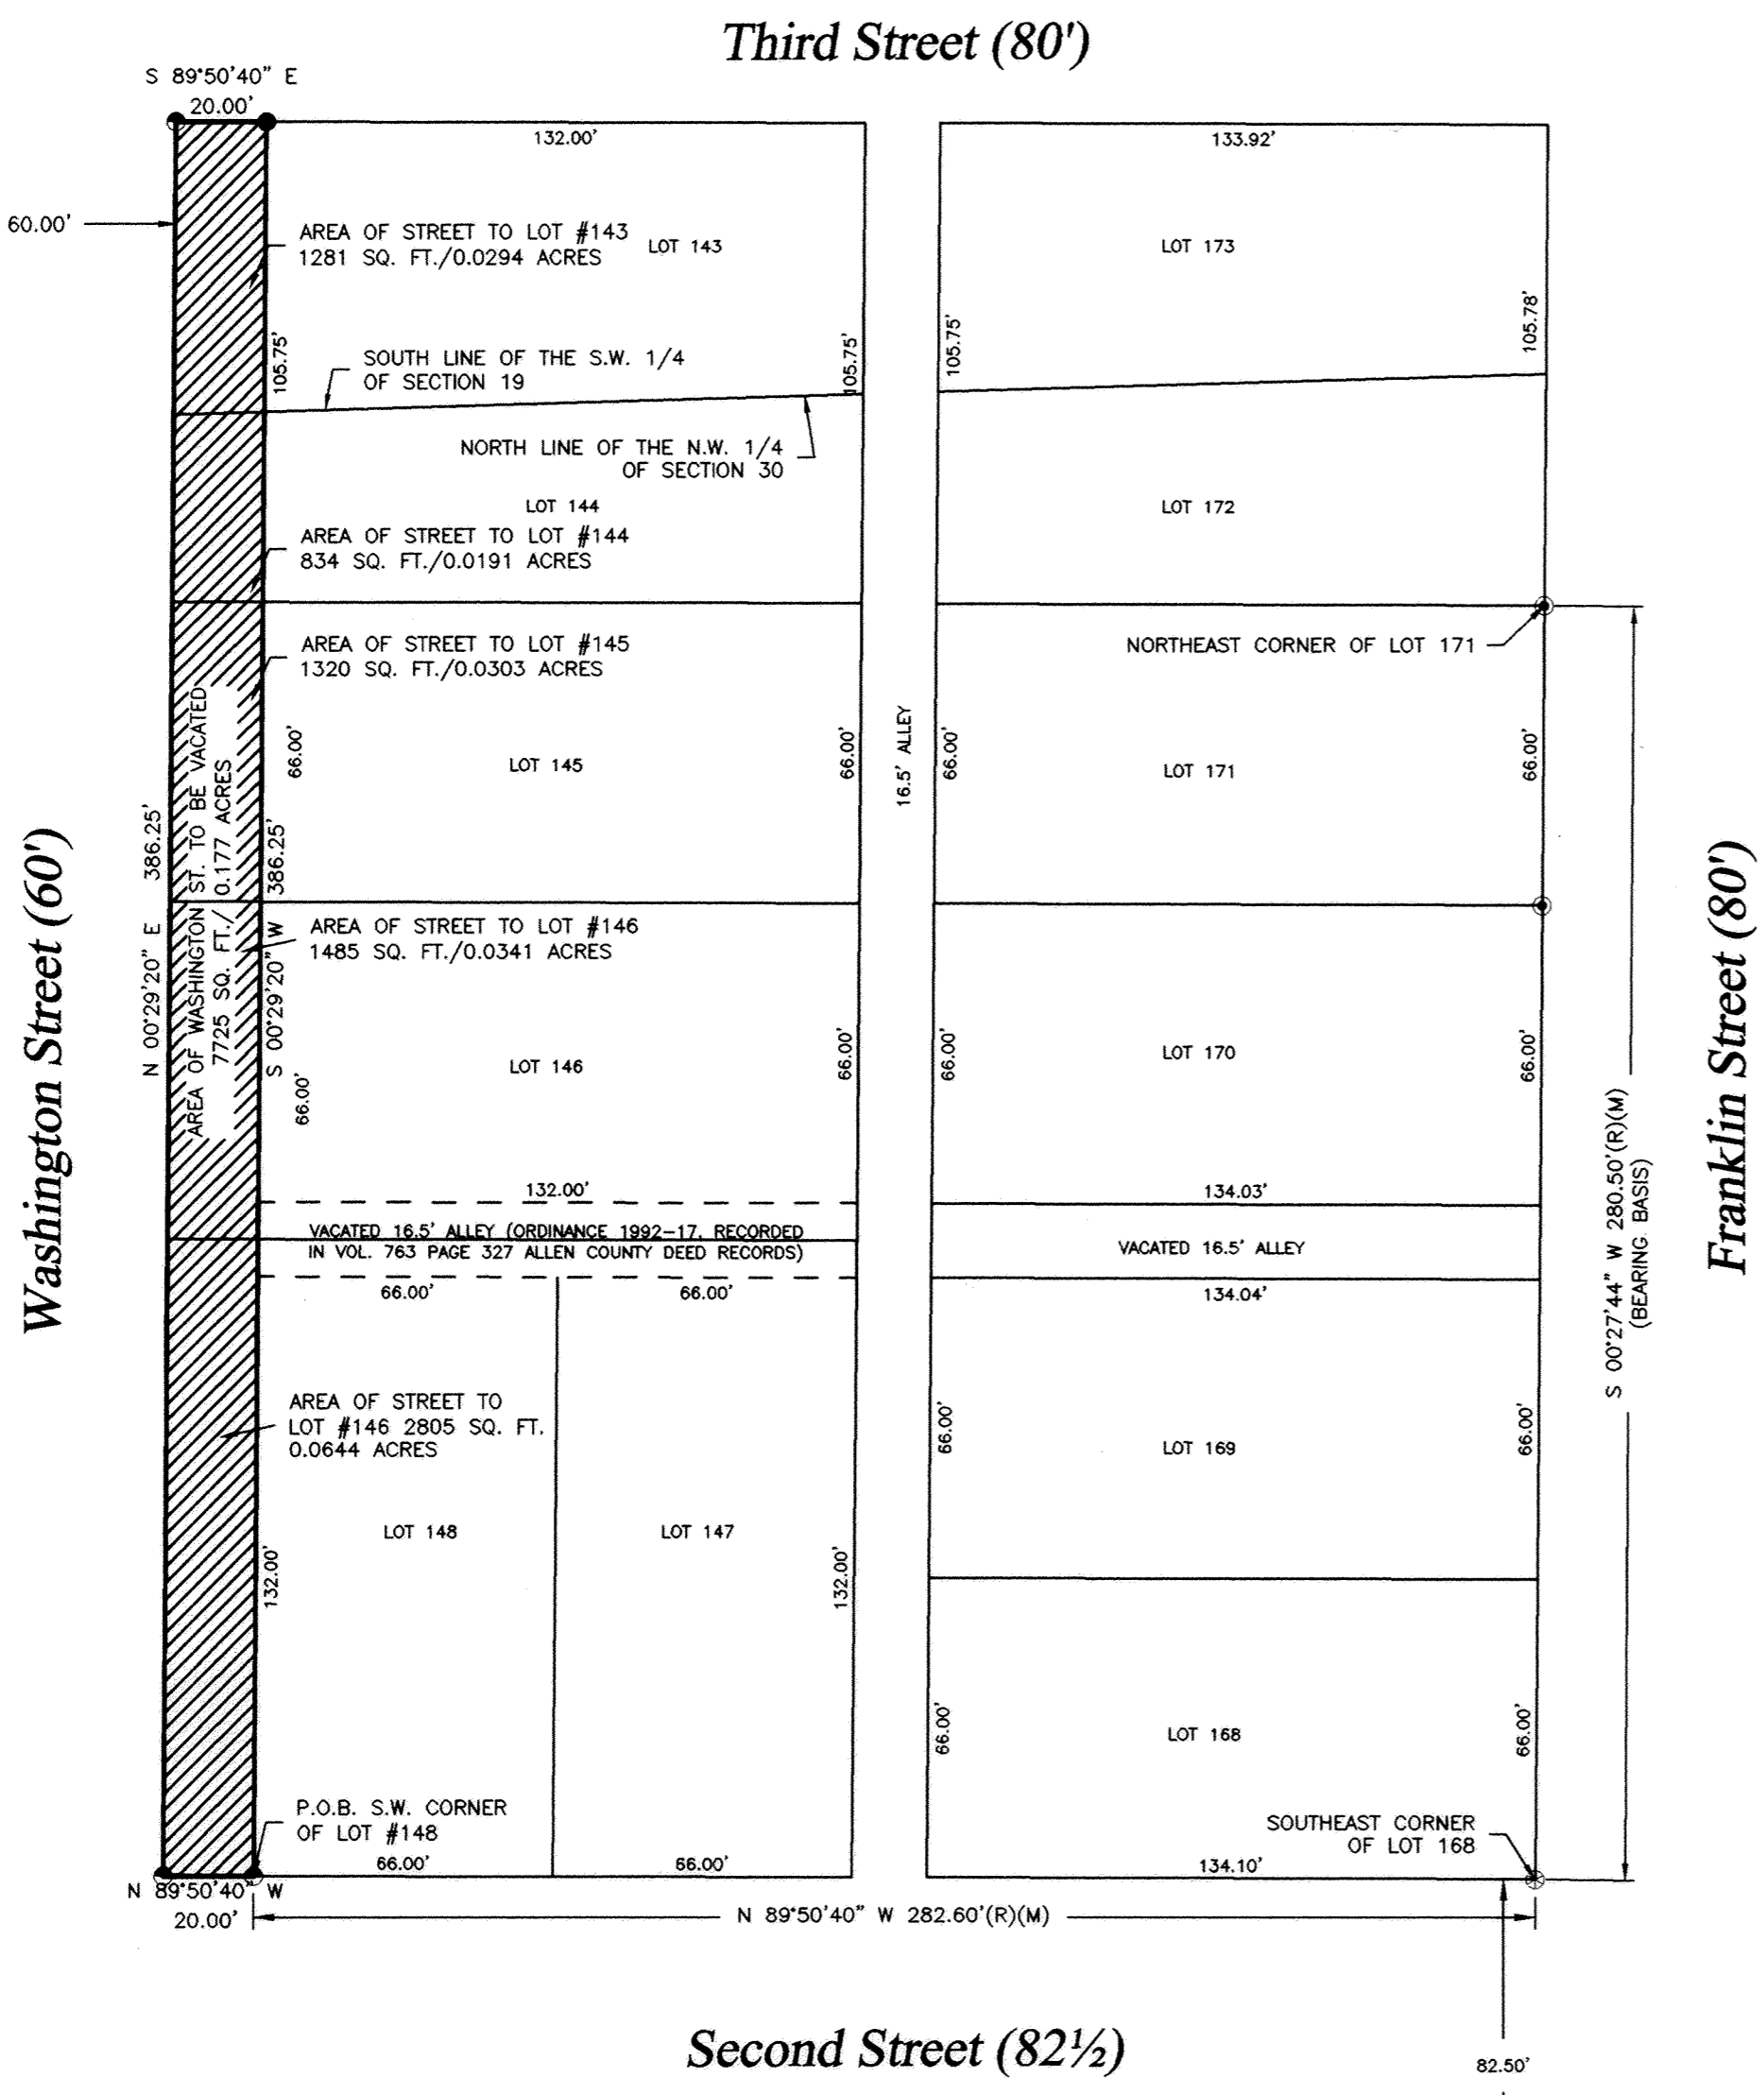 Third Street (80')
S 89°50'40" E
20.00'
132.00'
133.92'
60.00'
AREA OF STREET TO LOT #143
1281 SQ. FT./0.0294 ACRES
LOT 143
LOT 173
105.75'
105.75'
105.75'
105.78'
SOUTH LINE OF THE S.W. 1/4
OF SECTION 19
NORTH LINE OF THE N.W. 1/4
OF SECTION 30
LOT 144
LOT 172
AREA OF STREET TO LOT #144
834 SQ. FT./0.0191 ACRES
AREA OF STREET TO LOT #145
1320 SQ. FT./0.0303 ACRES
NORTHEAST CORNER OF LOT 171
66.00'
LOT 145
66.00'
16.5' ALLEY
66.00'
LOT 171
66.00'
Washington Street (60')
N 00°29'20" E 386.25'
AREA OF WASHINGTON ST. TO BE VACATED
7725 SQ. FT./ 0.177 ACRES
S 00°29'20" W 386.25'
AREA OF STREET TO LOT #146
1485 SQ. FT./0.0341 ACRES
66.00'
LOT 146
66.00'
66.00'
LOT 170
66.00'
S 00°27'44" W 280.50'(R)(M)
(BEARING BASIS)
Franklin Street (80')
132.00'
134.03'
VACATED 16.5' ALLEY (ORDINANCE 1992-17, RECORDED
IN VOL. 763 PAGE 327 ALLEN COUNTY DEED RECORDS)
VACATED 16.5' ALLEY
66.00'
66.00'
134.04'
AREA OF STREET TO
LOT #146 2805 SQ. FT.
0.0644 ACRES
66.00'
LOT 169
66.00'
LOT 148
LOT 147
132.00'
132.00'
66.00'
LOT 168
66.00'
P.O.B. S.W. CORNER
OF LOT #148
SOUTHEAST CORNER
OF LOT 168
66.00'
66.00'
134.10'
N 89°50'40" W
20.00'
N 89°50'40" W 282.60'(R)(M)
Second Street (82½)
82.50'